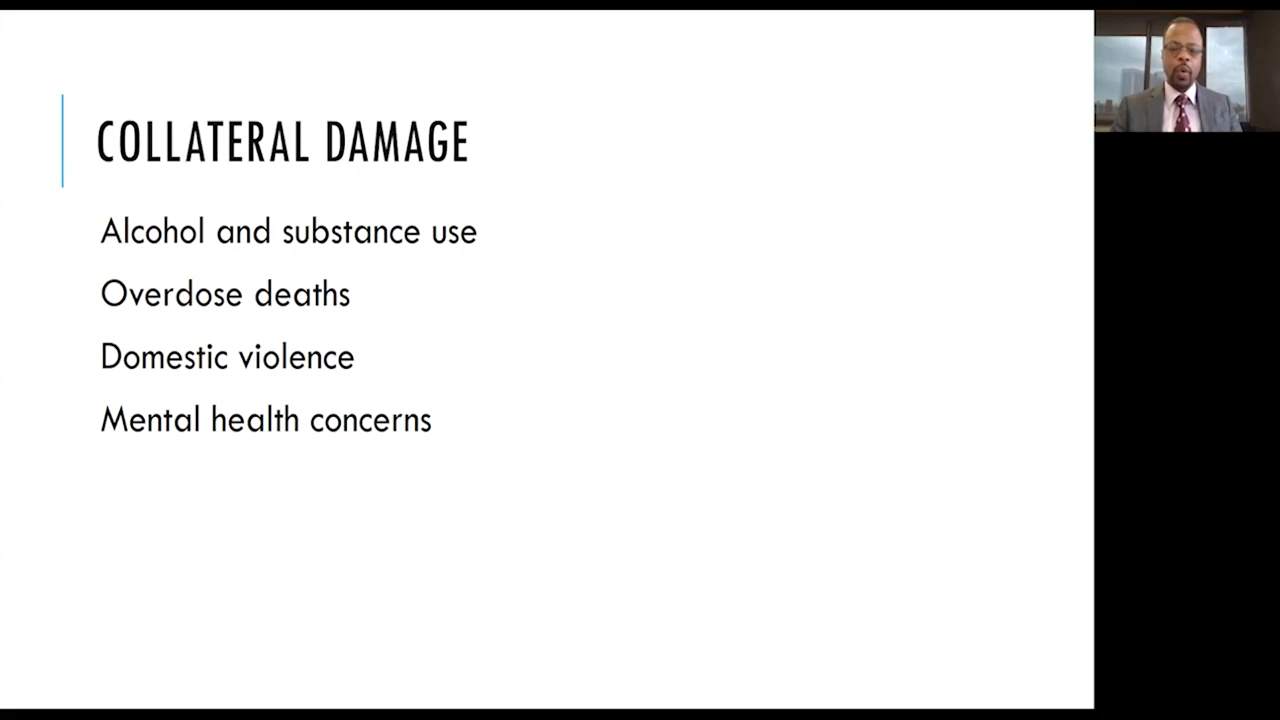 COLLATERAL DAMAGE
Alcohol and substance use
Overdose deaths
Domestic violence
Mental health concerns